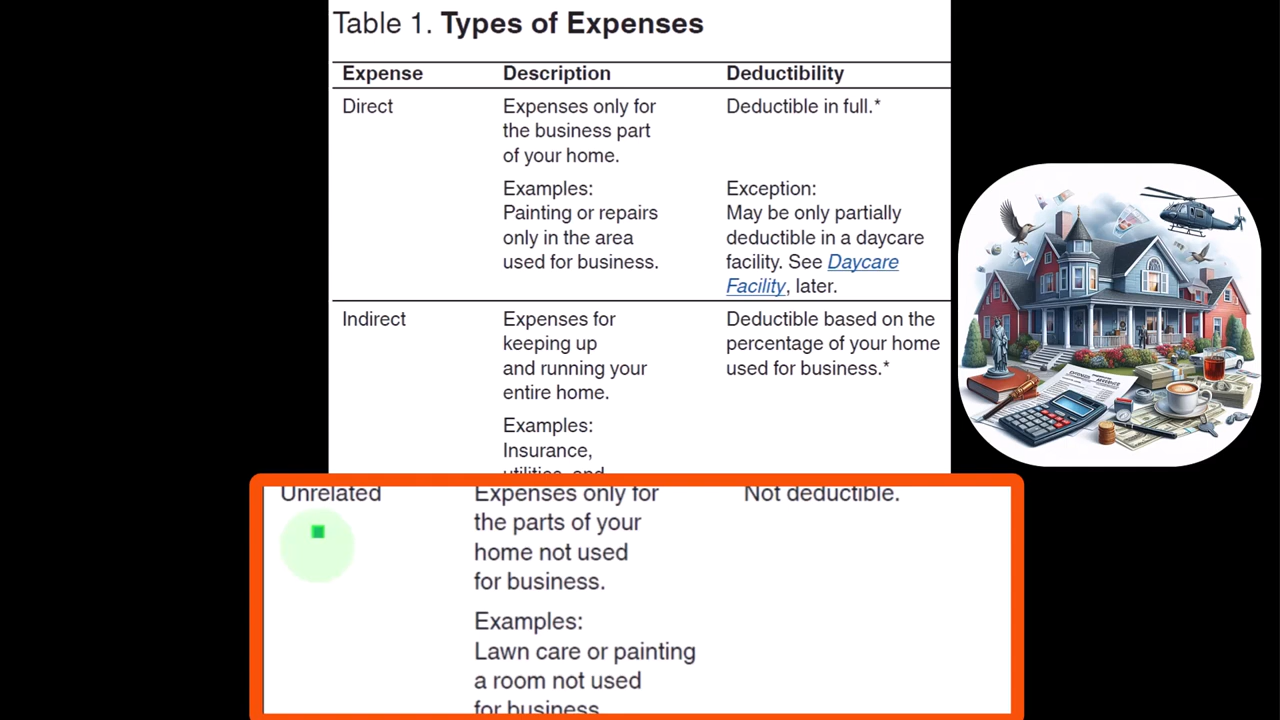 Table 1. Types of Expenses
Expense Description Deductibility
Direct Expenses only for Deductible in full.*
the business part
of your home.
Examples: Exception:
Painting or repairs May be only partially
only in the area deductible in a daycare
used for business. facility. See Daycare
Facility, later.
Indirect Expenses for Deductible based on the
keeping up percentage of your home
and running your used for business.*
entire home.
Examples:
Insurance,
utilities, and
Unrelated Expenses only for Not deductible.
the parts of your
home not used
for business.
Examples:
Lawn care or painting
a room not used
for business